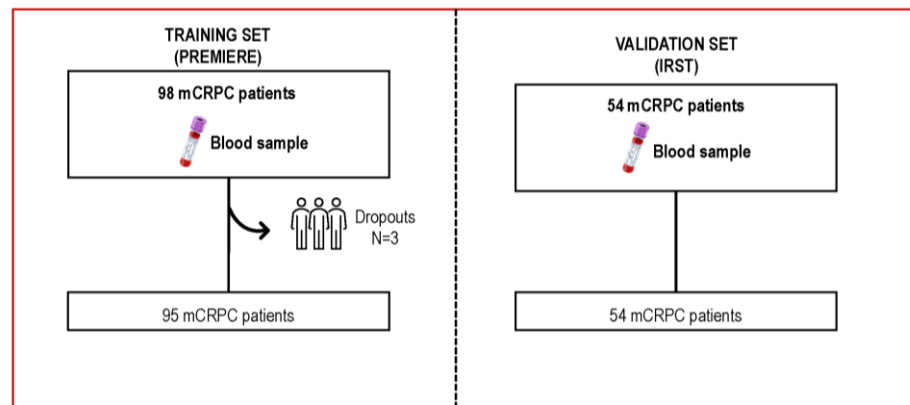 TRAINING SET
(PREMIERE)
98 mCRPC patients
Blood sample
Dropouts
N=3
95 mCRPC patients
VALIDATION SET
(IRST)
54 mCRPC patients
Blood sample
54 mCRPC patients